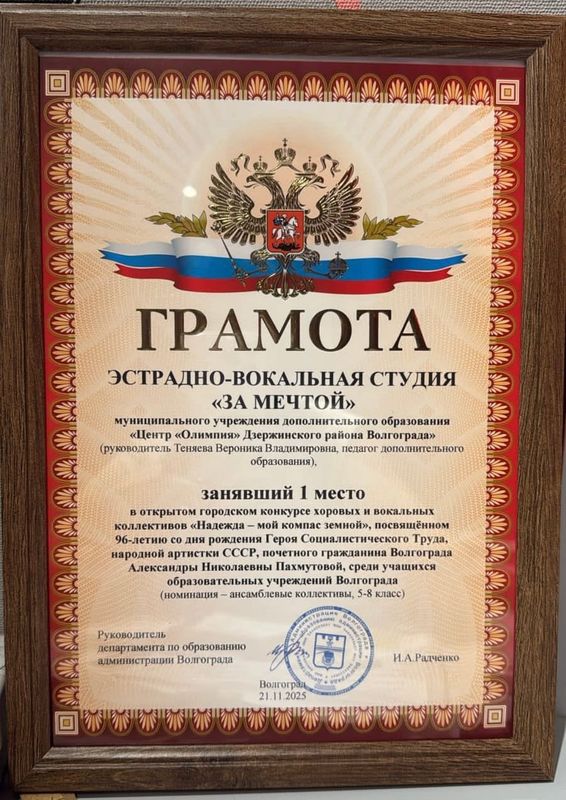 ГРАМОТА
ЭСТРАДНО-ВОКАЛЬНАЯ СТУДИЯ
«ЗА МЕЧТОЙ»
муниципального учреждения дополнительного образования
«Центр «Олимпия» Дзержинского района Волгограда»
(руководитель Теняева Вероника Владимировна, педагог дополнительного
образования),
занявший 1 место
в открытом городском конкурсе хоровых и вокальных
коллективов «Надежда – мой компас земной», посвящённом
96-летию со дня рождения Героя Социалистического Труда,
народной артистки СССР, почетного гражданина Волгограда
Александры Николаевны Пахмутовой, среди учащихся
образовательных учреждений Волгограда
(номинация – ансамблевые коллективы, 5-8 класс)
Руководитель
департамента по образованию
администрации Волгограда
И.А.Радченко
Волгоград
21.11.2025